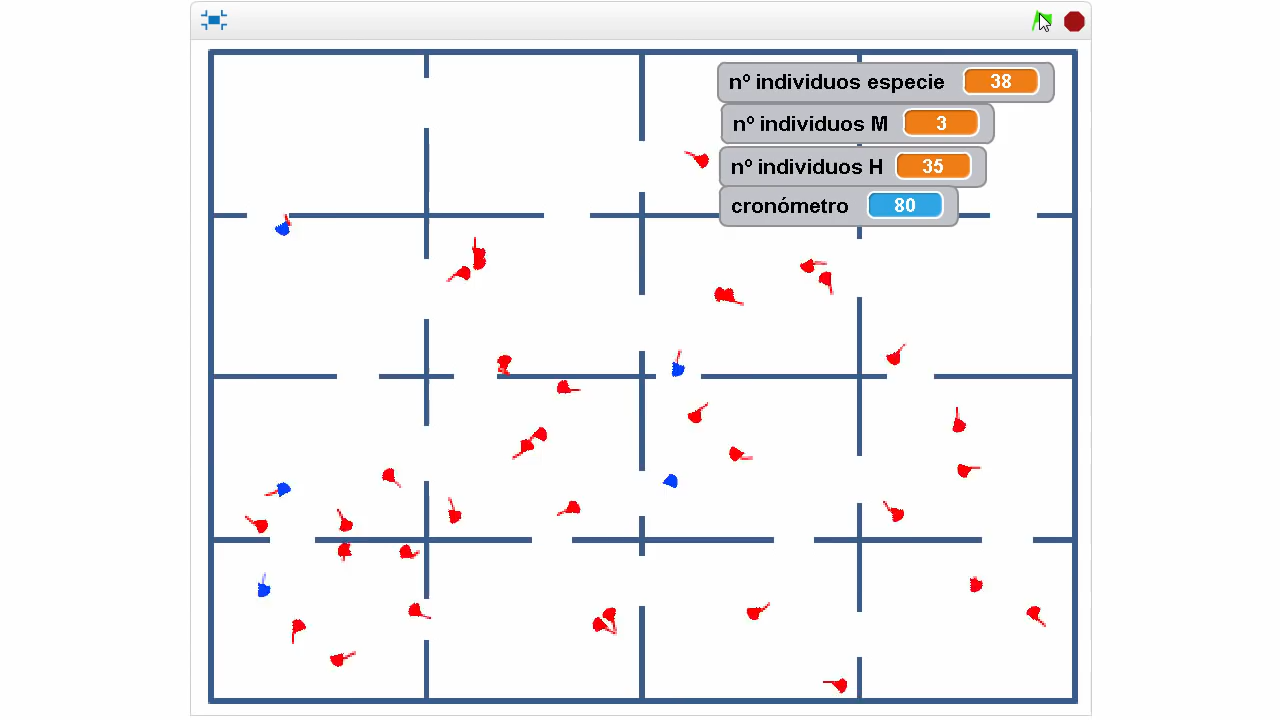 nº individuos especie 38
nº individuos M 3
nº individuos H 35
cronómetro 80